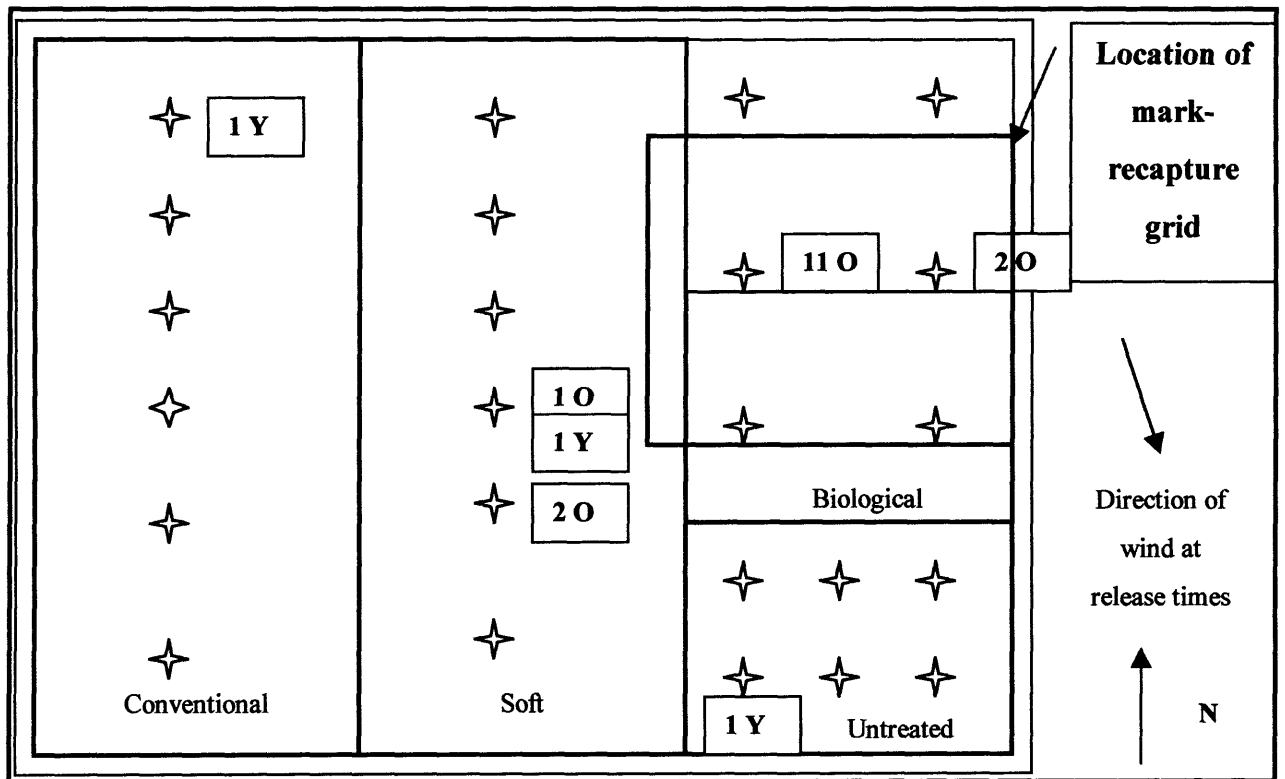 Location of
mark-
recapture
grid
1 Y
11 O
2 O
1 O
1 Y
2 O
Biological
Direction of
wind at
release times
Conventional
Soft
1 Y
Untreated
N